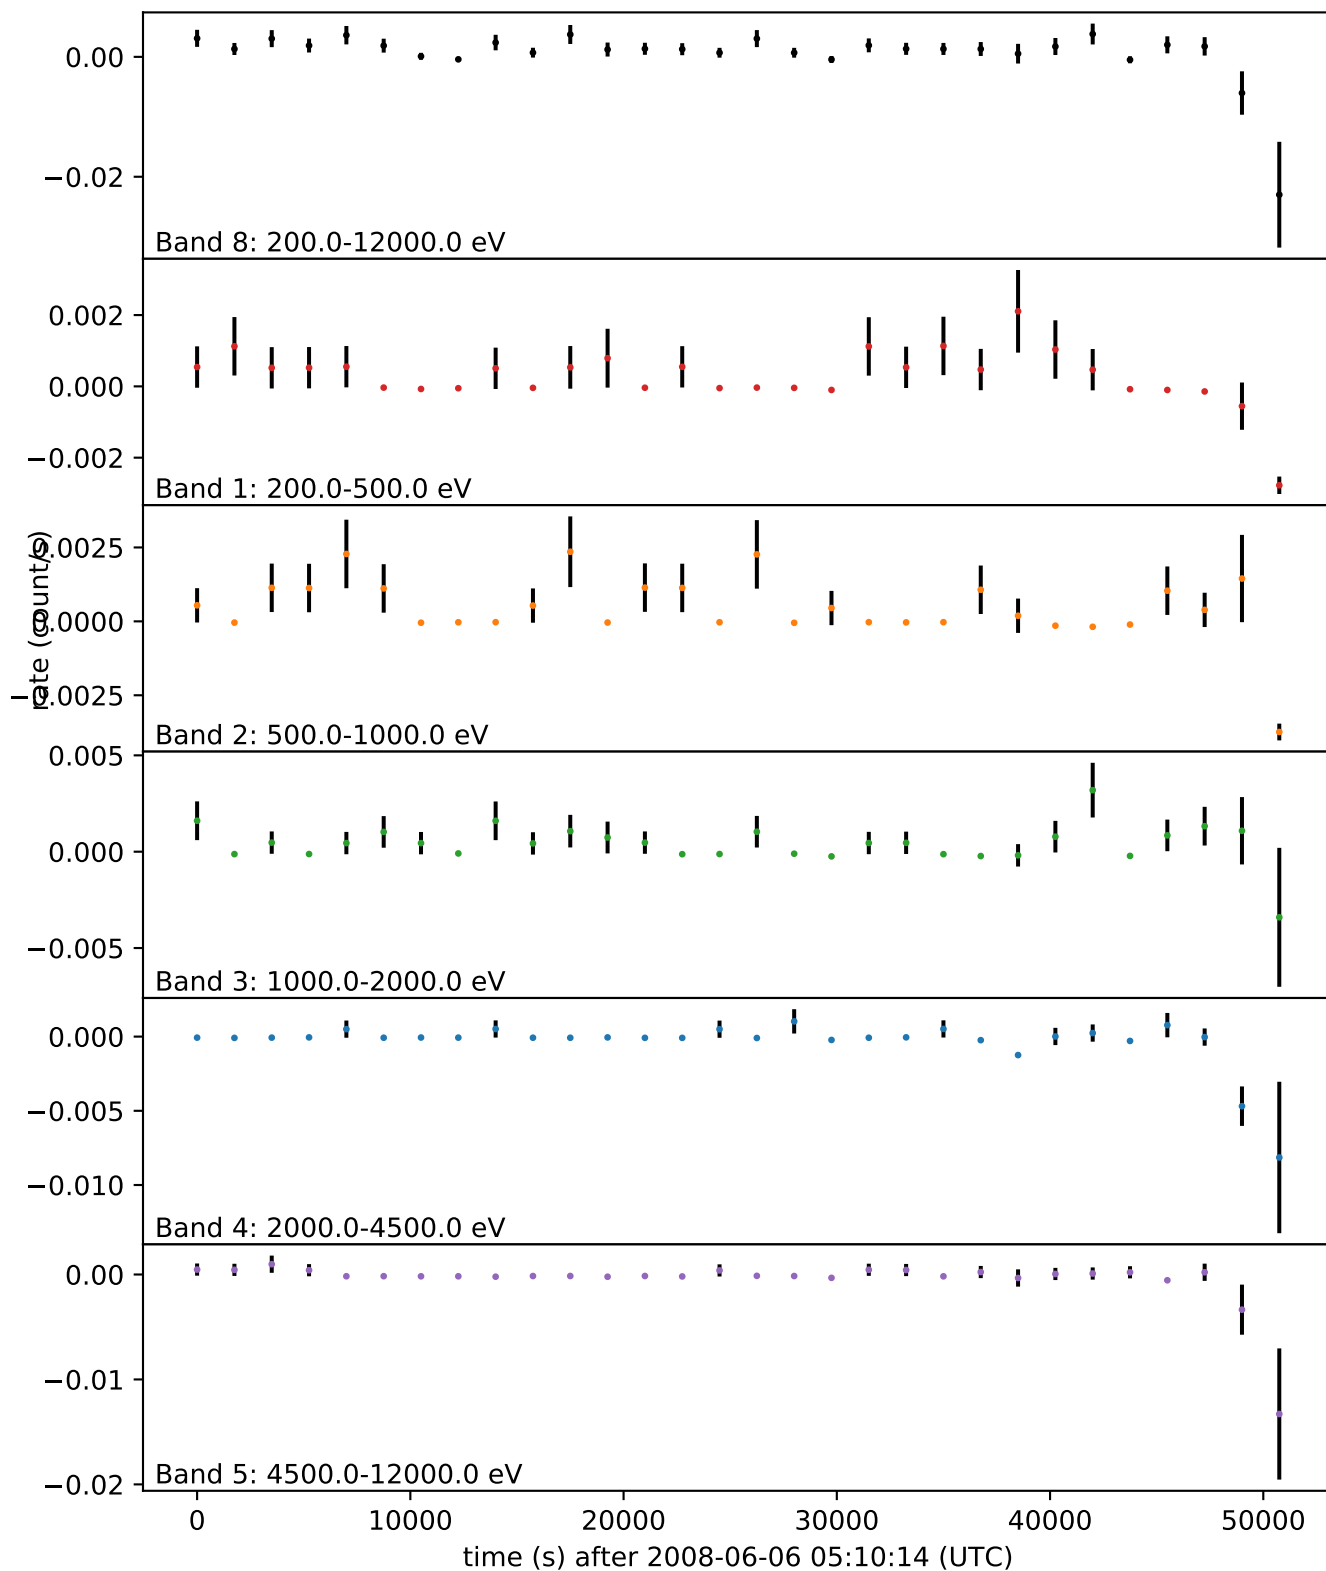 0.00
−0.02
Band 8: 200.0-12000.0 eV
0.002
0.000
−0.002
Band 1: 200.0-500.0 eV
rate (count/s)
0.0025
0.0000
−0.0025
Band 2: 500.0-1000.0 eV
0.005
0.000
−0.005
Band 3: 1000.0-2000.0 eV
0.000
−0.005
−0.010
Band 4: 2000.0-4500.0 eV
0.00
−0.01
−0.02
Band 5: 4500.0-12000.0 eV
0 10000 20000 30000 40000 50000
time (s) after 2008-06-06 05:10:14 (UTC)